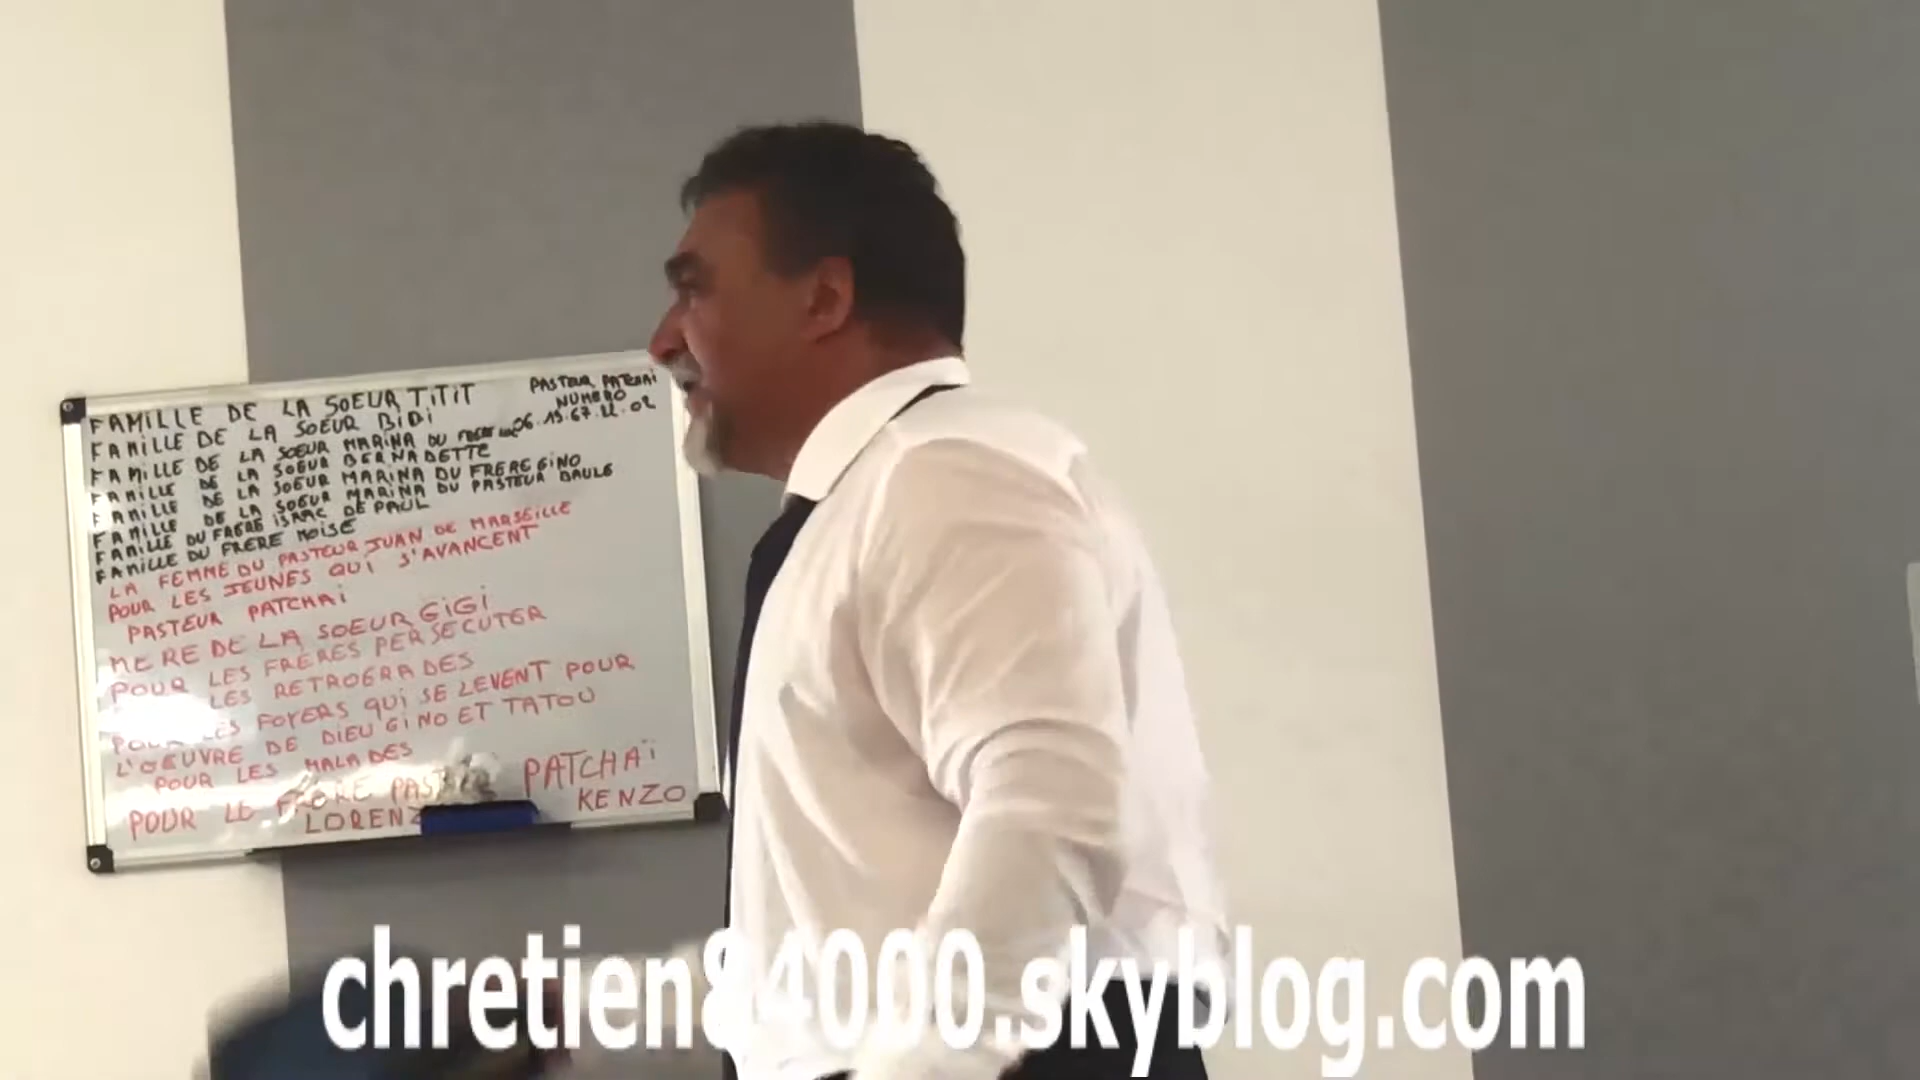 FAMILLE DE LA SOEUR TITIT
FAMILLE DE LA SOEUR BIBI
FAMILLE DE LA SOEUR MARINA DU
FAMILLE DE LA SOEUR BERNADETTE
FAMILLE DE LA SOEUR MARINA DU FRERE GINO
FAMILLE DE LA SOEUR MARINA DU PASTEUR
FAMILLE DU FRERE ISAAC DE PAUL
FAMILLE DU FRERE MOISE
LA FEMME DU PASTEUR JUAN DE MARSEILLE
POUR LES JEUNES QUI S'AVANCENT
PASTEUR PATCHAI
MERE DE LA SOEUR GIGI
POUR LES FRERES PERSECUTER
POUR LES RETROGRADES
POUR LES FOYERS QUI SE LEVENT POUR
L'OEUVRE DE DIEU GINO ET TATOU
POUR LES MALADES
POUR LE FRERE
LORENZ
PASTEUR PATCHAI
NUMERO
PATCHAÏ
KENZO
chretien84000.skyblog.com